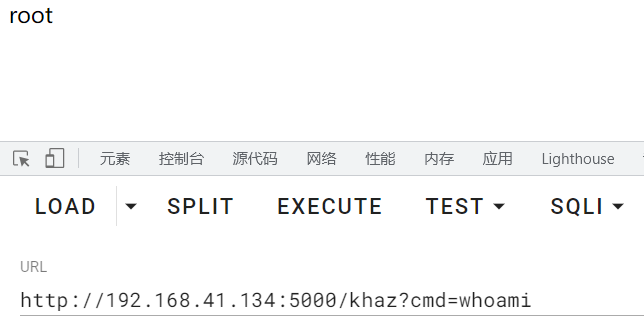 root
元素 控制台 源代码 网络 性能 内存 应用 Lighthouse
LOAD SPLIT EXECUTE TEST SQLI
URL
http://192.168.41.134:5000/khaz?cmd=whoami